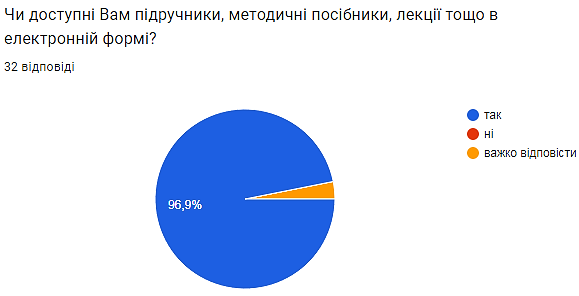 Чи доступні Вам підручники, методичні посібники, лекції тощо в
електронній формі?
32 відповіді
так
ні
важко відповісти
96,9%